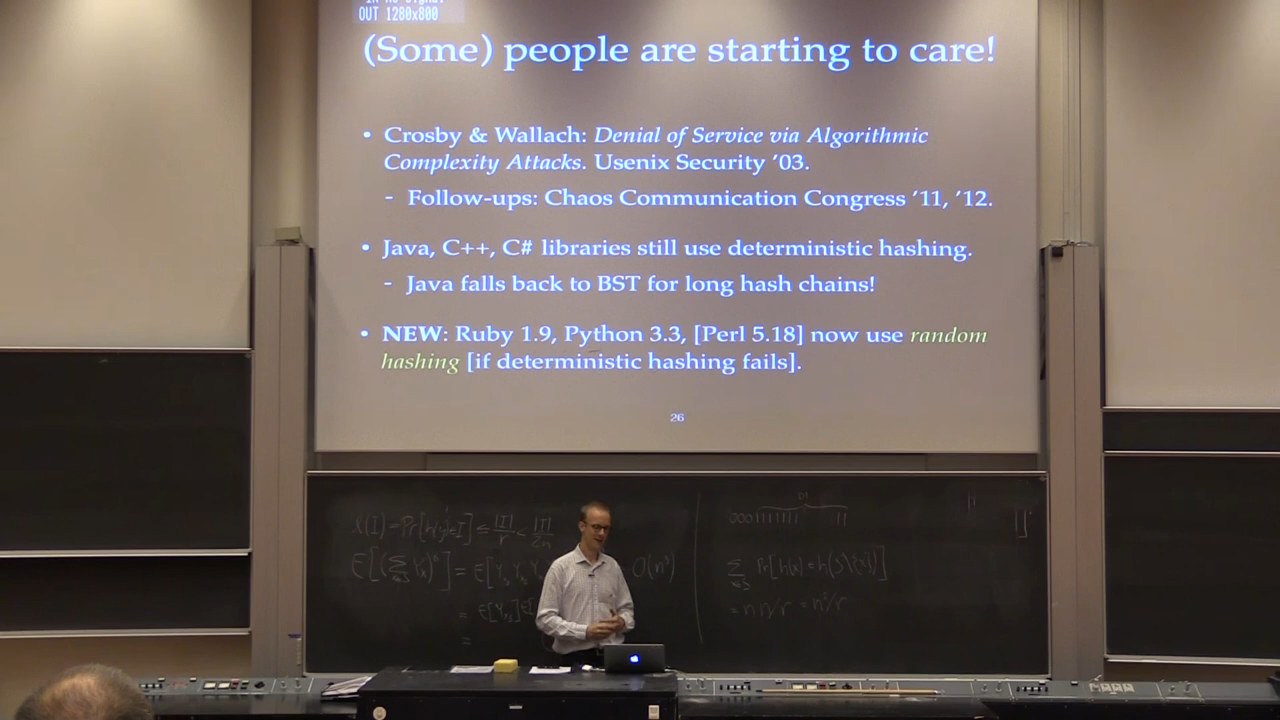 OUT 1280x800
(Some) people are starting to care!
• Crosby & Wallach: Denial of Service via Algorithmic
Complexity Attacks. Usenix Security ’03.
- Follow-ups: Chaos Communication Congress ’11, ’12.
• Java, C++, C# libraries still use deterministic hashing.
- Java falls back to BST for long hash chains!
• NEW: Ruby 1.9, Python 3.3, [Perl 5.18] now use random
hashing [if deterministic hashing fails].
26
O(n³)